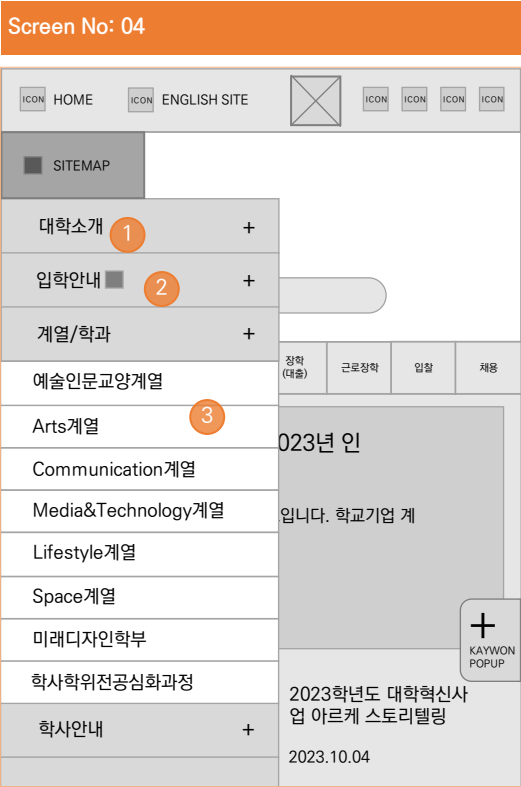 Screen No: 04
ICON HOME ICON ENGLISH SITE ICON ICON ICON ICON
SITEMAP
대학소개 1 +
입학안내 2 +
계열/학과 +
장학
(대출)
근로장학
입찰
채용
예술인문교양계열
Arts계열 3
023년 인
Communication계열
Media&Technology계열
입니다. 학교기업 계
Lifestyle계열
Space계열
미래디자인학부
+
KAYWON
POPUP
학사학위전공심화과정
2023학년도 대학혁신사
업 아르케 스토리텔링
학사안내 +
2023.10.04